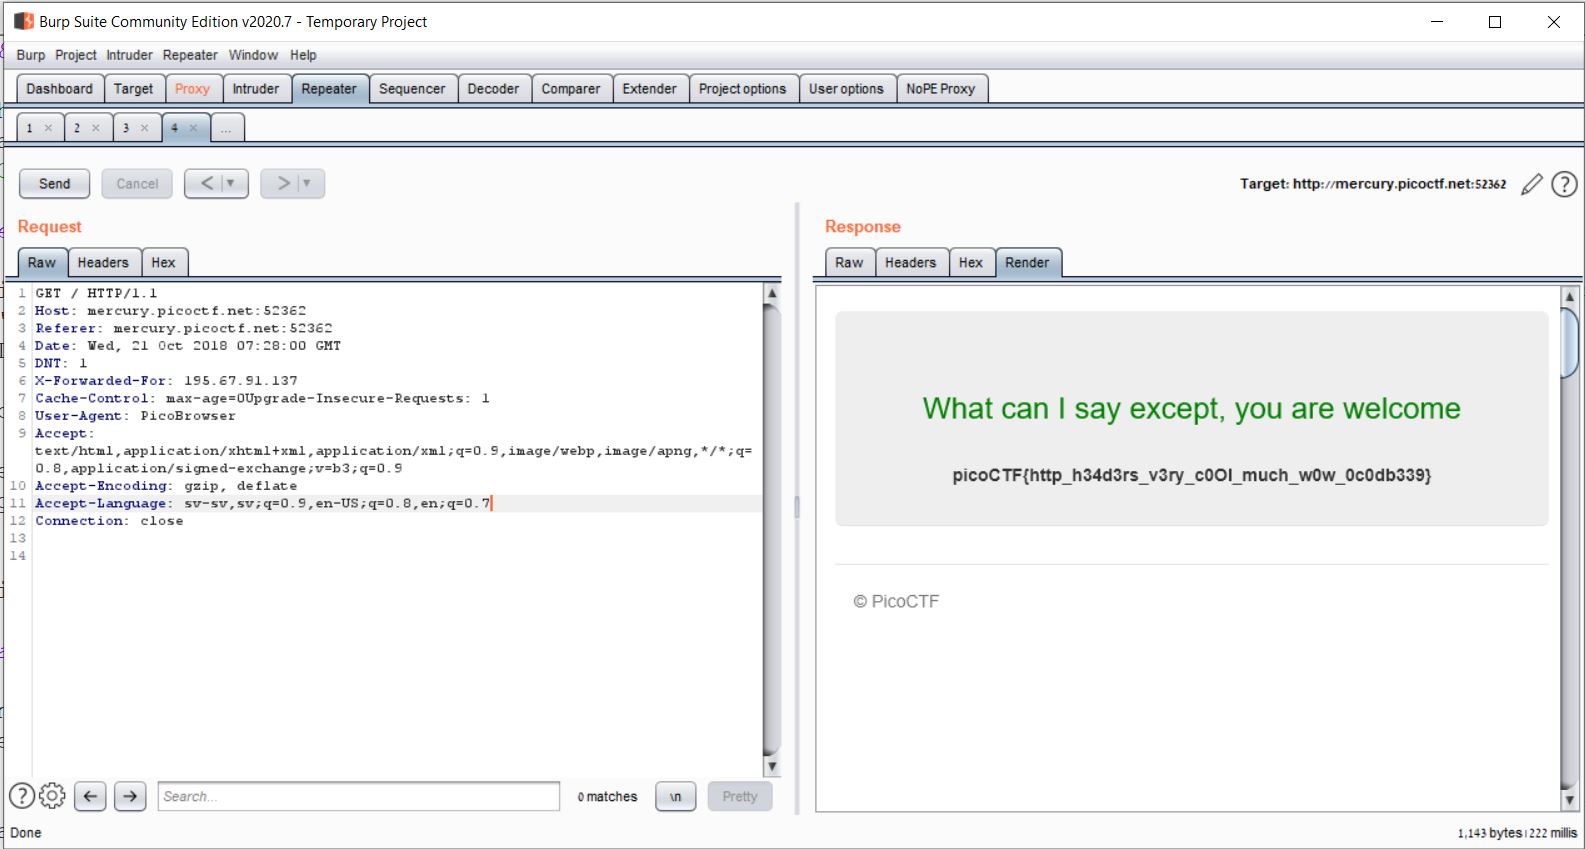 Burp Suite Community Edition v2020.7 - Temporary Project
Burp Project Intruder Repeater Window Help
Dashboard Target Proxy Intruder Repeater Sequencer Decoder Comparer Extender Project options User options NoPE Proxy
1 × 2 × 3 × 4 × ...
Send Cancel < > Target: http://mercury.picoctf.net:52362
Request
Raw Headers Hex
1 GET / HTTP/1.1
2 Host: mercury.picoctf.net:52362
3 Referer: mercury.picoctf.net:52362
4 Date: Wed, 21 Oct 2018 07:28:00 GMT
5 DNT: 1
6 X-Forwarded-For: 195.67.91.137
7 Cache-Control: max-age=0Upgrade-Insecure-Requests: 1
8 User-Agent: PicoBrowser
9 Accept:
text/html,application/xhtml+xml,application/xml;q=0.9,image/webp,image/apng,*/*;q=
0.8,application/signed-exchange;v=b3;q=0.9
10 Accept-Encoding: gzip, deflate
11 Accept-Language: sv-sv,sv;q=0.9,en-US;q=0.8,en;q=0.7
12 Connection: close
13
14
Search... 0 matches \n Pretty
Done
Response
Raw Headers Hex Render
What can I say except, you are welcome
picoCTF{http_h34d3rs_v3ry_c0Ol_much_w0w_0c0db339}
© PicoCTF
1,143 bytes | 222 millis